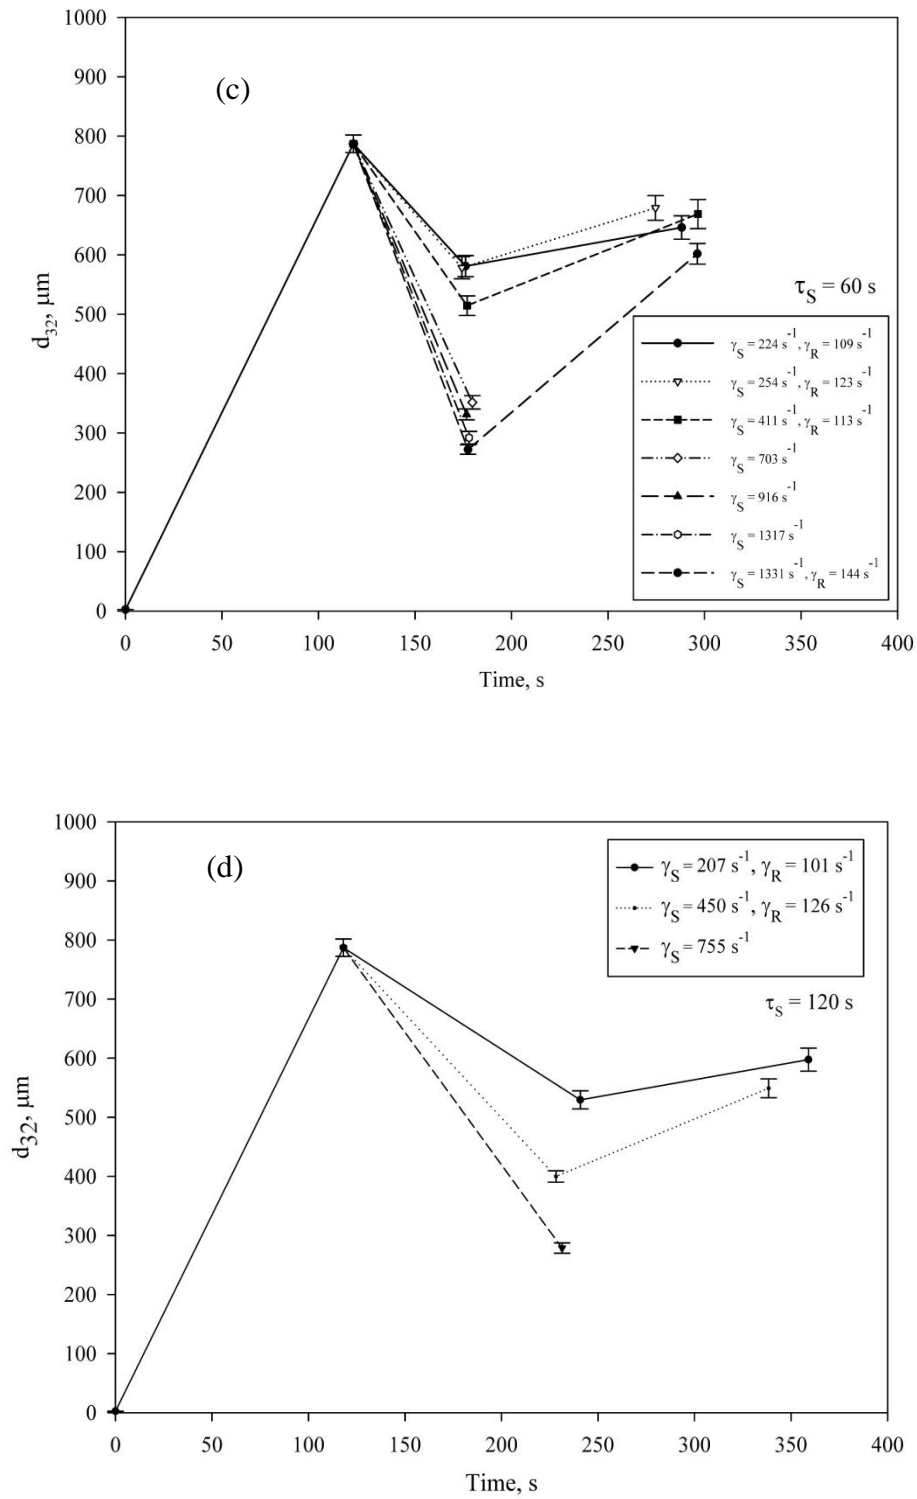 1000
(c)
900
800
700
600
500
400
300
200
100
0
d32, µm
τS = 60 s
γS = 224 s-1, γR = 109 s-1
γS = 254 s-1, γR = 123 s-1
γS = 411 s-1, γR = 113 s-1
γS = 703 s-1
γS = 916 s-1
γS = 1317 s-1
γS = 1331 s-1, γR = 144 s-1
0 50 100 150 200 250 300 350 400
Time, s
1000
(d)
900
800
700
600
500
400
300
200
100
0
d32, µm
γS = 207 s-1, γR = 101 s-1
γS = 450 s-1, γR = 126 s-1
γS = 755 s-1
τS = 120 s
0 50 100 150 200 250 300 350 400
Time, s